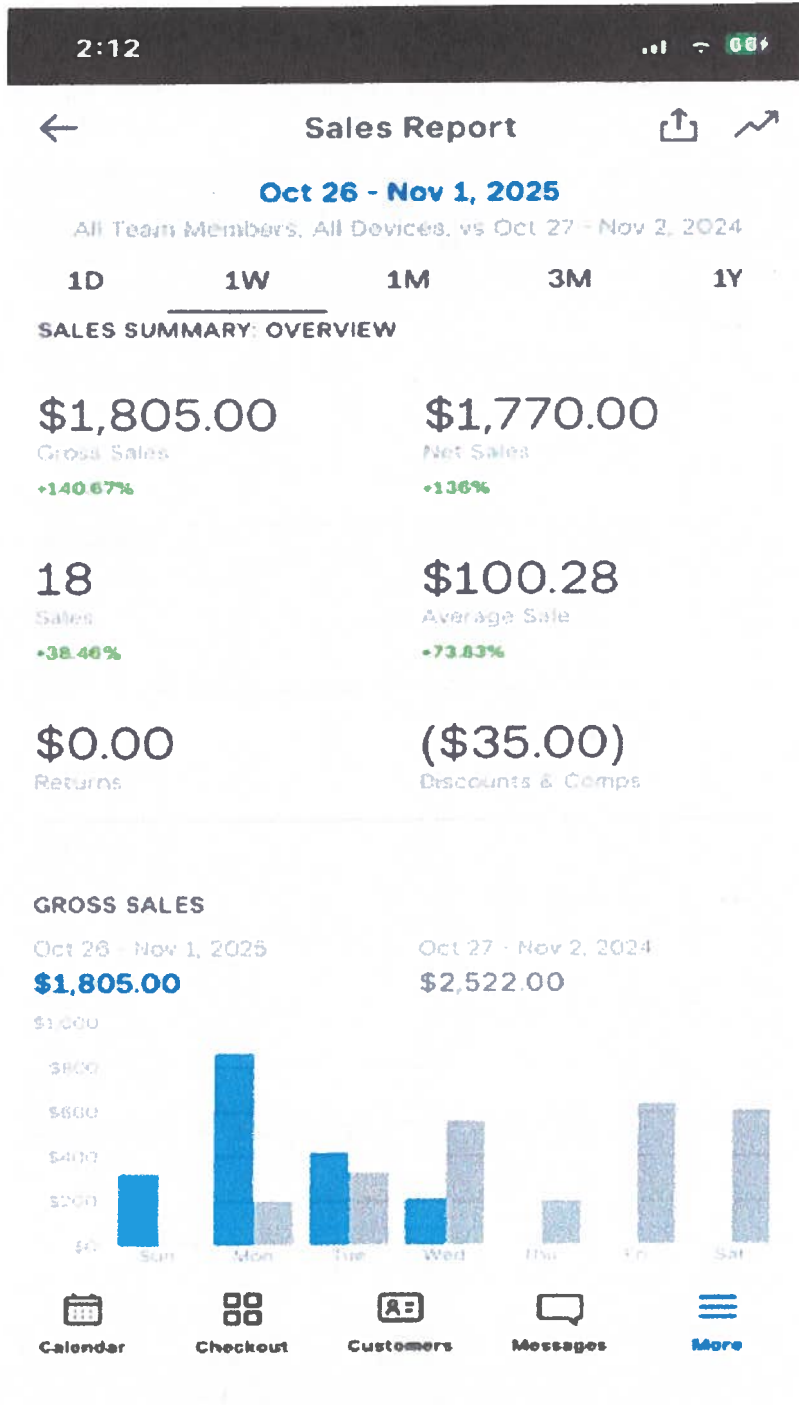 2:12
66
Sales Report
Oct 26 - Nov 1, 2025
All Team Members, All Devices, vs Oct 27 - Nov 2, 2024
1D 1W 1M 3M 1Y
SALES SUMMARY: OVERVIEW
$1,805.00 $1,770.00
Gross Sales Net Sales
+140.67% +136%
18 $100.28
Sales Average Sale
+38.46% +73.83%
$0.00 ($35.00)
Returns Discounts & Comps
GROSS SALES
Oct 26 - Nov 1, 2025 Oct 27 - Nov 2, 2024
$1,805.00 $2,522.00
$1,000
$800
$600
$400
$200
$0
Sun Mon Tue Wed Thu Fri Sat
Calendar Checkout Customers Messages More